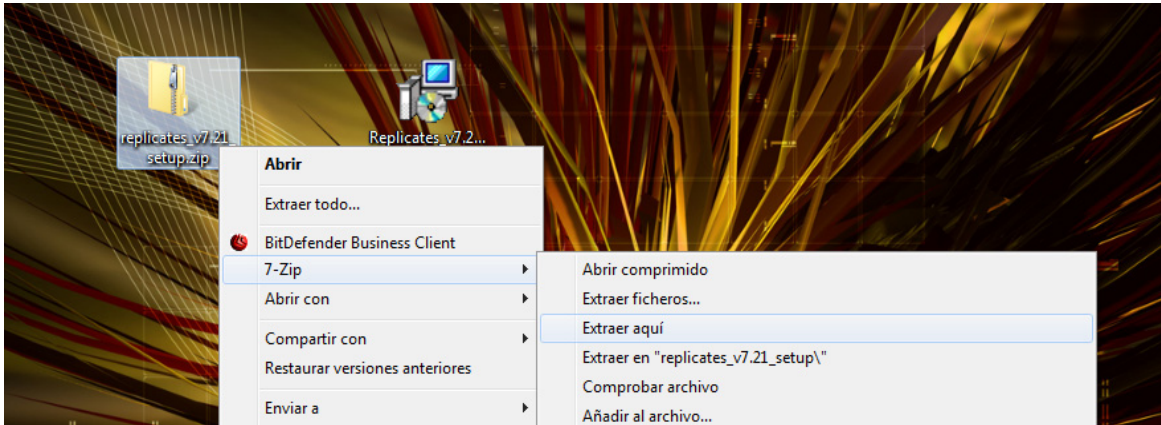 replicates_v7.21_
setup.zip
Replicates_v7.2...
Abrir
Extraer todo...
BitDefender Business Client
7-Zip
Abrir con
Compartir con
Restaurar versiones anteriores
Enviar a
Abrir comprimido
Extraer ficheros...
Extraer aquí
Extraer en "replicates_v7.21_setup\"
Comprobar archivo
Añadir al archivo...